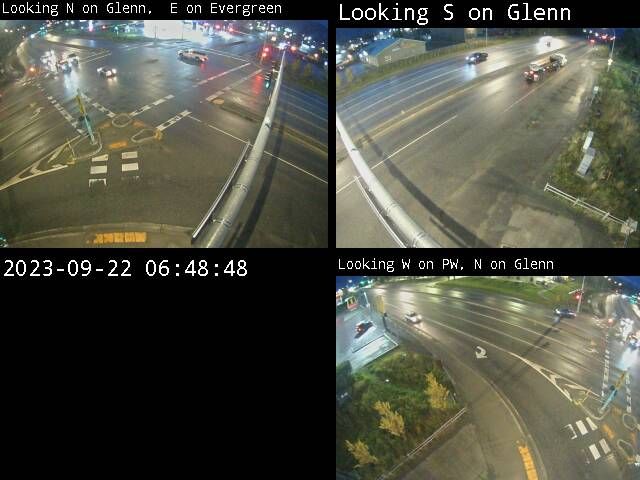 Looking N on Glenn, E on Evergreen
Looking S on Glenn
2023-09-22 06:48:48
Looking W on PW, N on Glenn